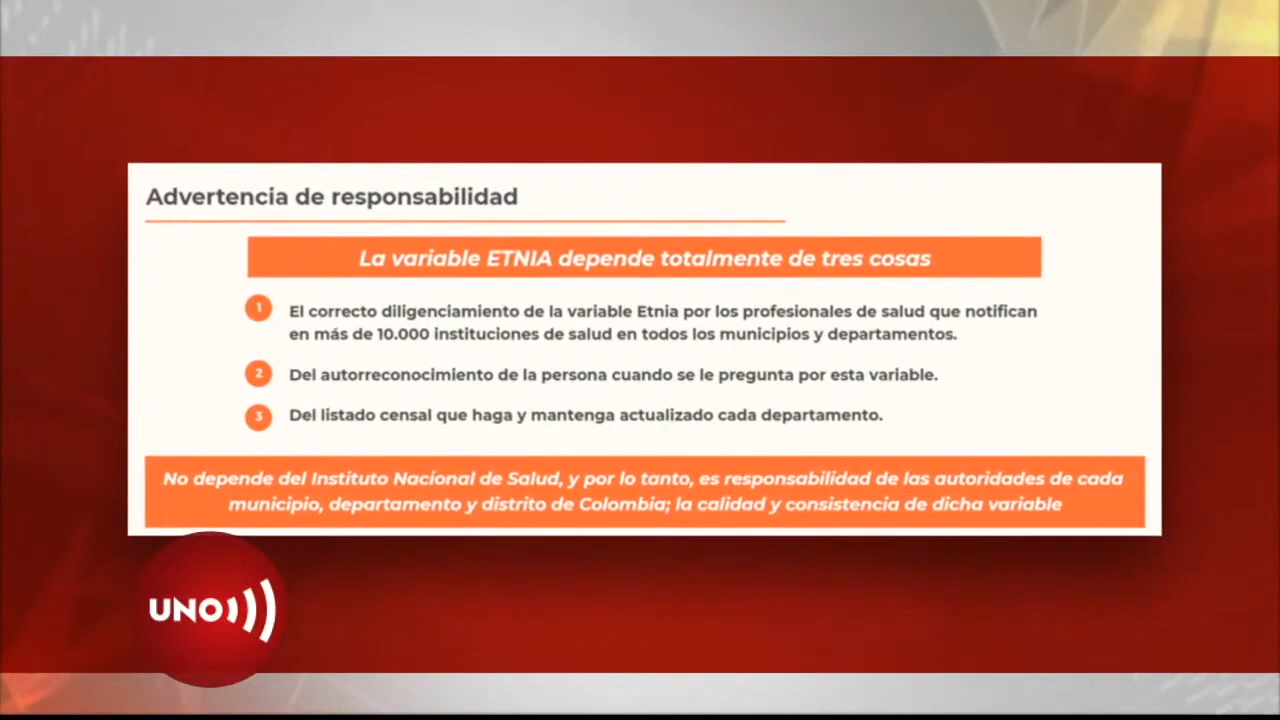 Advertencia de responsabilidad
La variable ETNIA depende totalmente de tres cosas
1 El correcto diligenciamiento de la variable Etnia por los profesionales de salud que notifican
en más de 10.000 instituciones de salud en todos los municipios y departamentos.
2 Del autorreconocimiento de la persona cuando se le pregunta por esta variable.
3 Del listado censal que haga y mantenga actualizado cada departamento.
No depende del Instituto Nacional de Salud, y por lo tanto, es responsabilidad de las autoridades de cada
municipio, departamento y distrito de Colombia; la calidad y consistencia de dicha variable
UNO